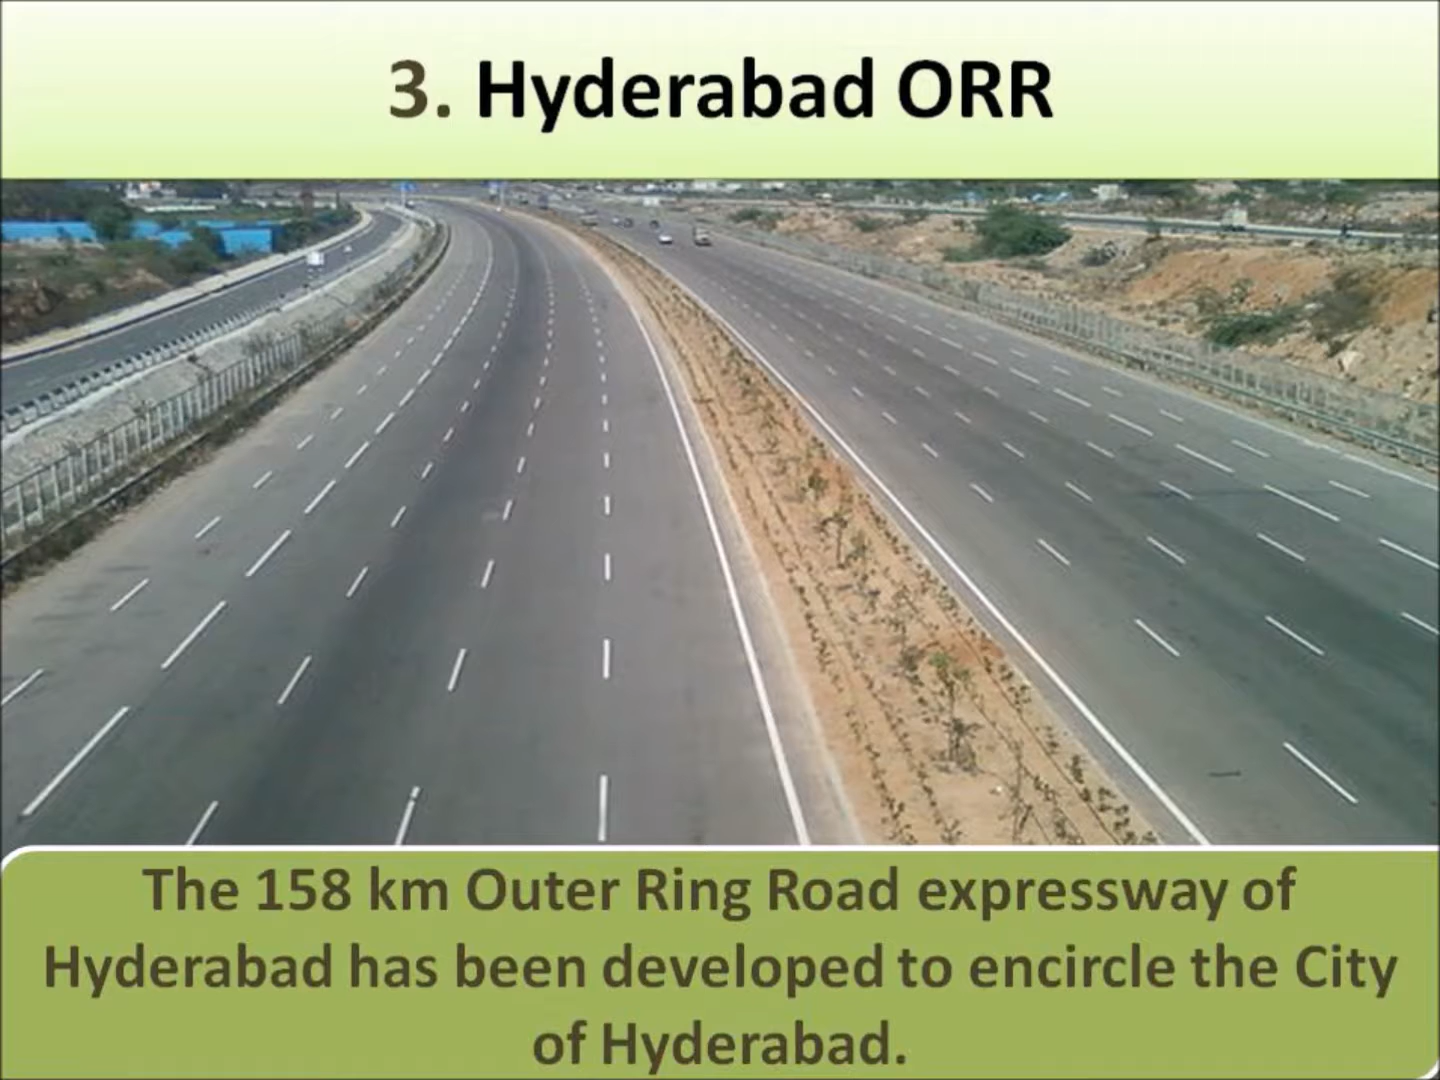 3. Hyderabad ORR
The 158 km Outer Ring Road expressway of
Hyderabad has been developed to encircle the City
of Hyderabad.